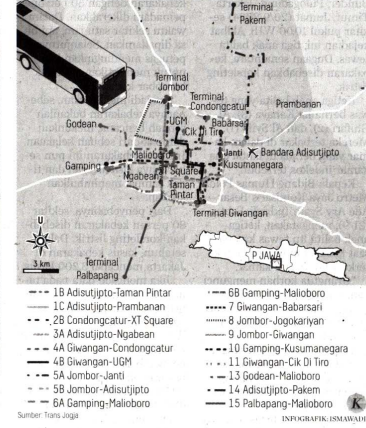 Terminal
Pakem
Terminal
Jombor
Terminal
Condongcatur
Prambanan
UGM
Babarsari
Cik Di Tiro
Godean
Malioboro
Janti
Bandara Adisutjipto
Gamping
XT Square
Kusumanegara
Ngabean
Taman
Pintar
Terminal Giwangan
U
3 km
Terminal
Palbapang
P JAWA
1B Adisutjipto-Taman Pintar
1C Adisutjipto-Prambanan
2B Condongcatur-XT Square
3A Adisutjipto-Ngabean
4A Giwangan-Condongcatur
4B Giwangan-UGM
5A Jombor-Janti
5B Jombor-Adisutjipto
6A Gamping-Malioboro
6B Gamping-Malioboro
7 Giwangan-Babarsari
8 Jombor-Jogokariyan
9 Jombor-Giwangan
10 Gamping-Kusumanegara
11 Giwangan-Cik Di Tiro
13 Godean-Malioboro
14 Adisutjipto-Pakem
15 Palbapang-Malioboro
Sumber: Trans Jogja
K
INFOGRAFIK: ISMAWADI